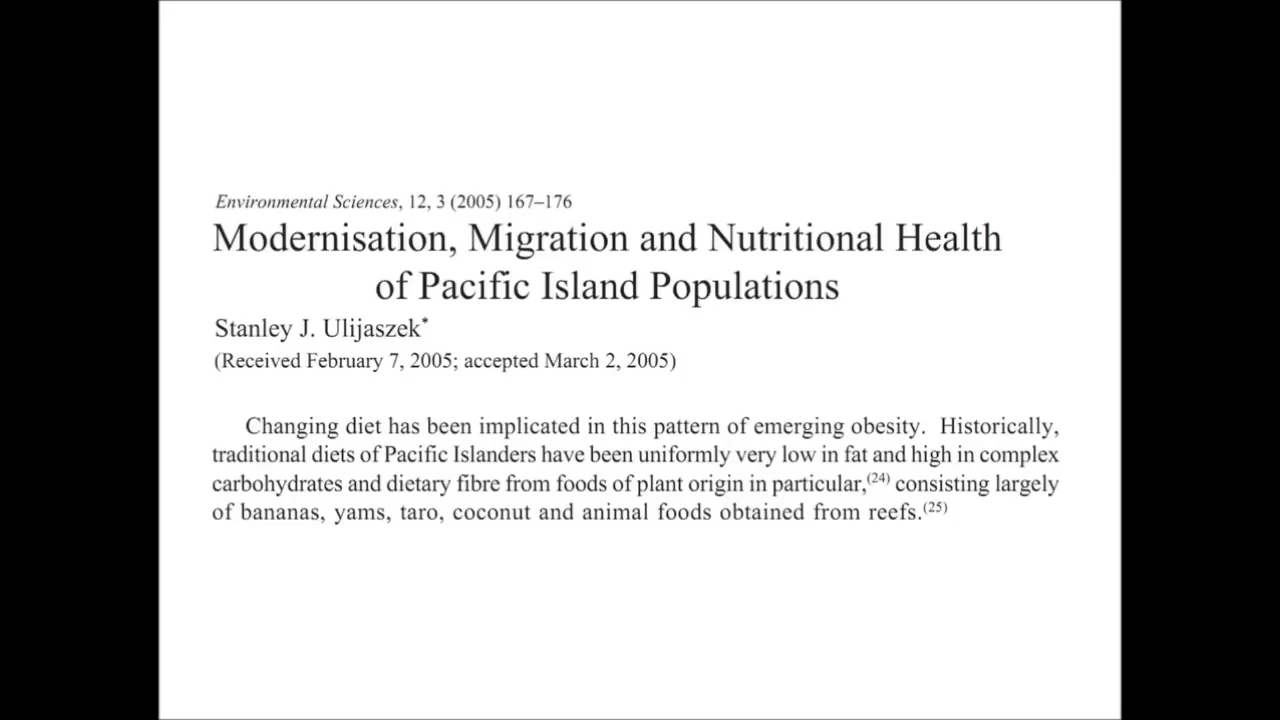 Environmental Sciences, 12, 3 (2005) 167–176
Modernisation, Migration and Nutritional Health
of Pacific Island Populations
Stanley J. Ulijaszek*
(Received February 7, 2005; accepted March 2, 2005)
Changing diet has been implicated in this pattern of emerging obesity. Historically,
traditional diets of Pacific Islanders have been uniformly very low in fat and high in complex
carbohydrates and dietary fibre from foods of plant origin in particular,(24) consisting largely
of bananas, yams, taro, coconut and animal foods obtained from reefs.(25)